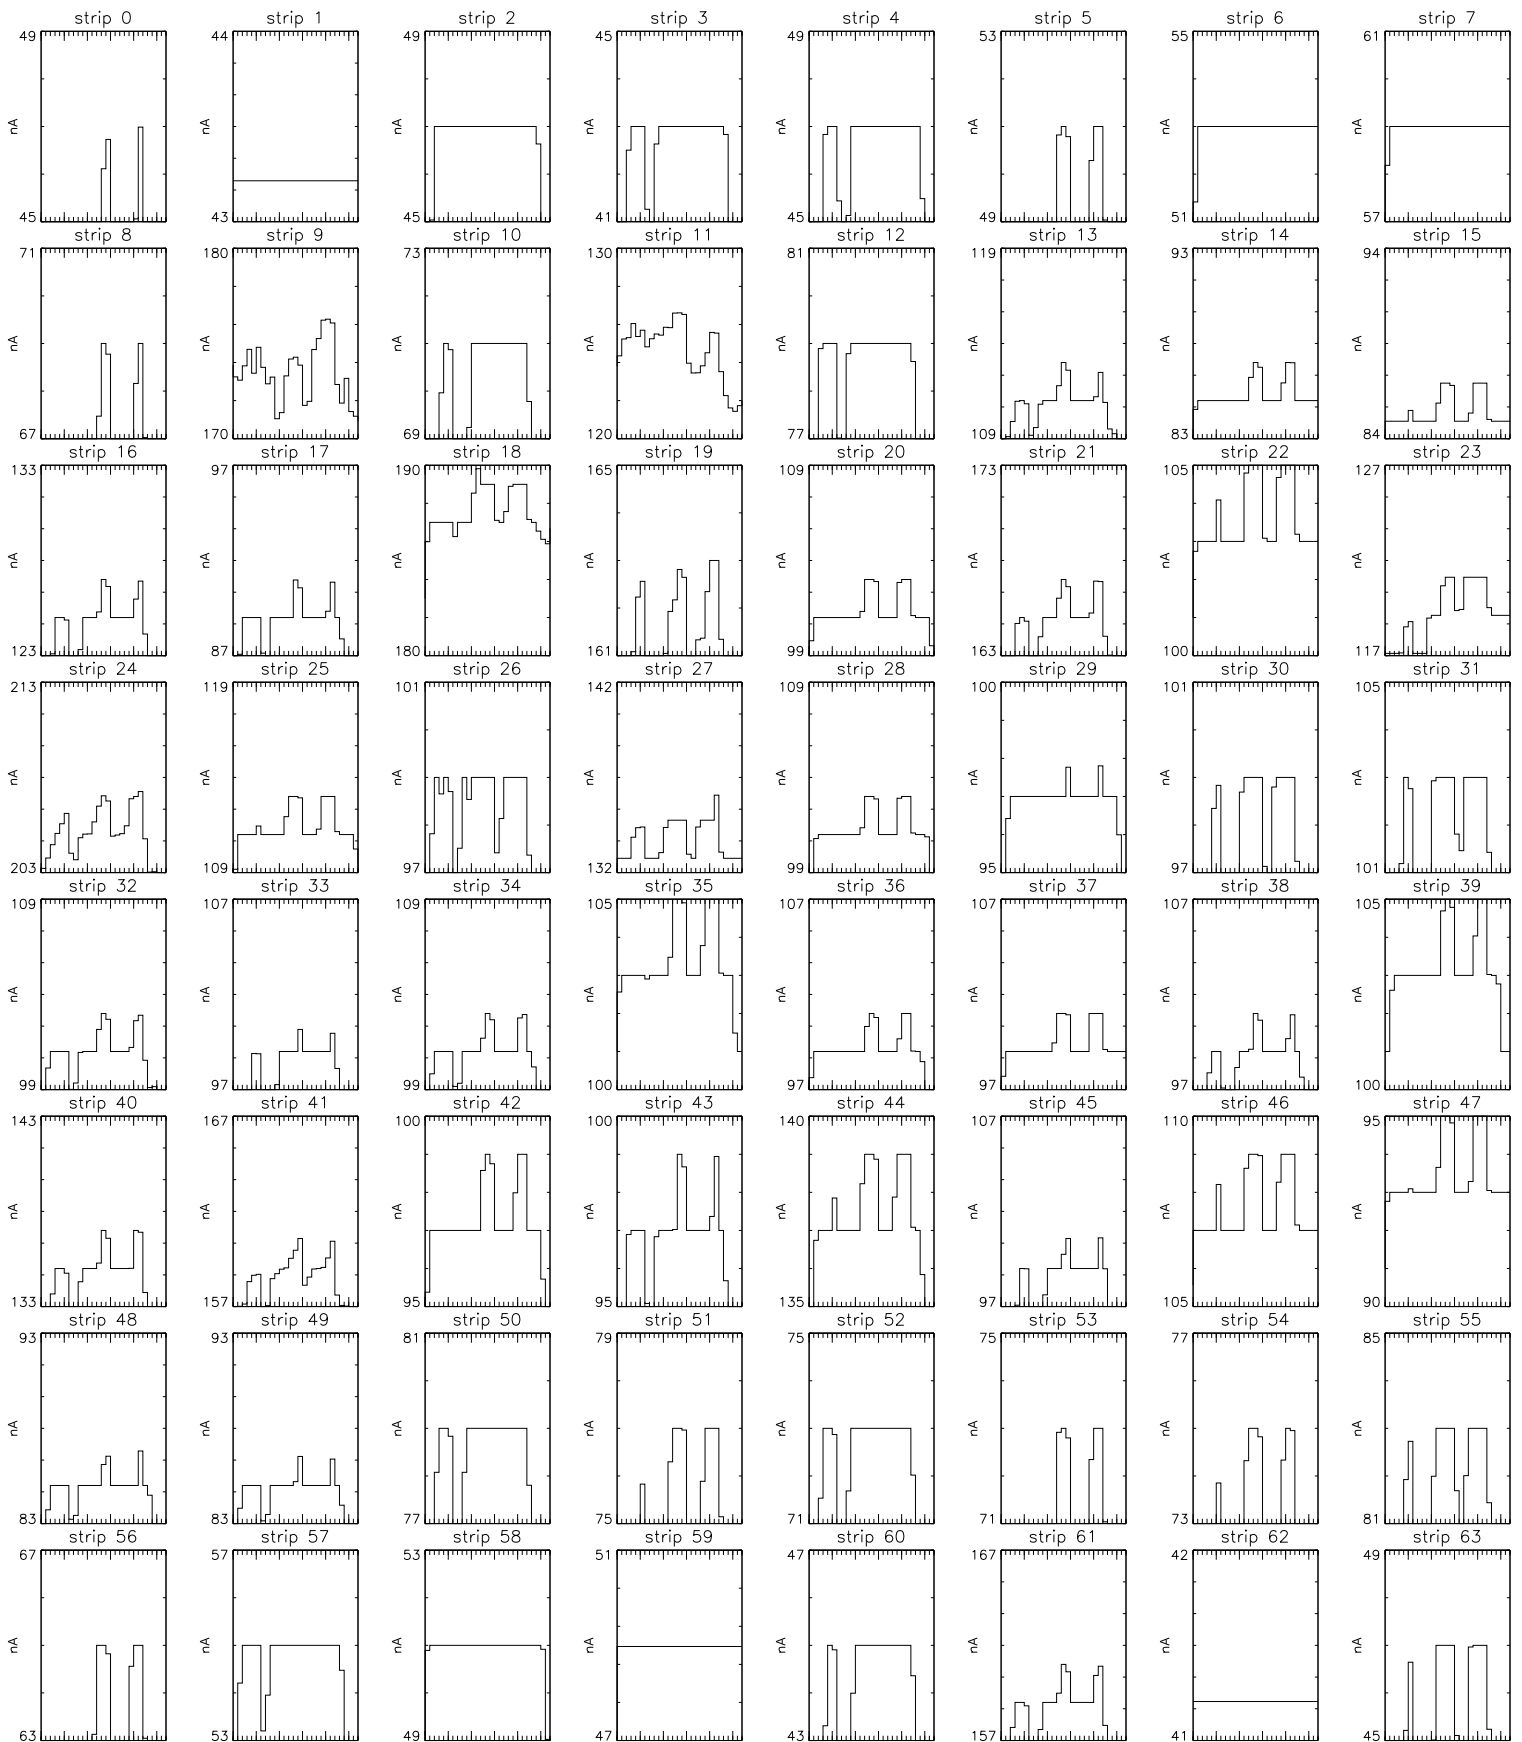 strip 0 strip 1 strip 2 strip 3 strip 4 strip 5 strip 6 strip 7
49 44 49 45 49 53 55 61
nA nA nA nA nA nA nA nA
45 43 45 41 45 49 51 57
strip 8 strip 9 strip 10 strip 11 strip 12 strip 13 strip 14 strip 15
71 180 73 130 81 119 93 94
nA nA nA nA nA nA nA nA
67 170 69 120 77 109 83 84
strip 16 strip 17 strip 18 strip 19 strip 20 strip 21 strip 22 strip 23
133 97 190 165 109 173 105 127
nA nA nA nA nA nA nA nA
123 87 180 161 99 163 100 117
strip 24 strip 25 strip 26 strip 27 strip 28 strip 29 strip 30 strip 31
213 119 101 142 109 100 101 105
nA nA nA nA nA nA nA nA
203 109 97 132 99 95 97 101
strip 32 strip 33 strip 34 strip 35 strip 36 strip 37 strip 38 strip 39
109 107 109 105 107 107 107 105
nA nA nA nA nA nA nA nA
99 97 99 100 97 97 97 100
strip 40 strip 41 strip 42 strip 43 strip 44 strip 45 strip 46 strip 47
143 167 100 100 140 107 110 95
nA nA nA nA nA nA nA nA
133 157 95 95 135 97 105 90
strip 48 strip 49 strip 50 strip 51 strip 52 strip 53 strip 54 strip 55
93 93 81 79 75 75 77 85
nA nA nA nA nA nA nA nA
83 83 77 75 71 71 73 81
strip 56 strip 57 strip 58 strip 59 strip 60 strip 61 strip 62 strip 63
67 57 53 51 47 167 42 49
nA nA nA nA nA nA nA nA
63 53 49 47 43 157 41 45